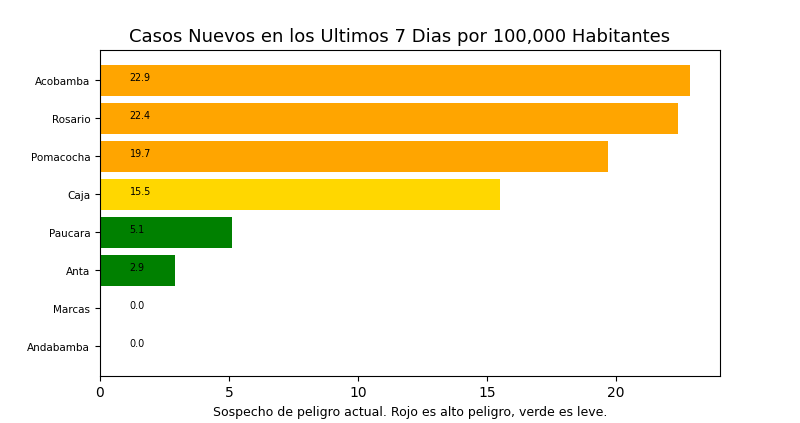 Casos Nuevos en los Ultimos 7 Dias por 100,000 Habitantes
Acobamba 22.9
Rosario 22.4
Pomacocha 19.7
Caja 15.5
Paucara 5.1
Anta 2.9
Marcas 0.0
Andabamba 0.0
0 5 10 15 20
Sospecho de peligro actual. Rojo es alto peligro, verde es leve.